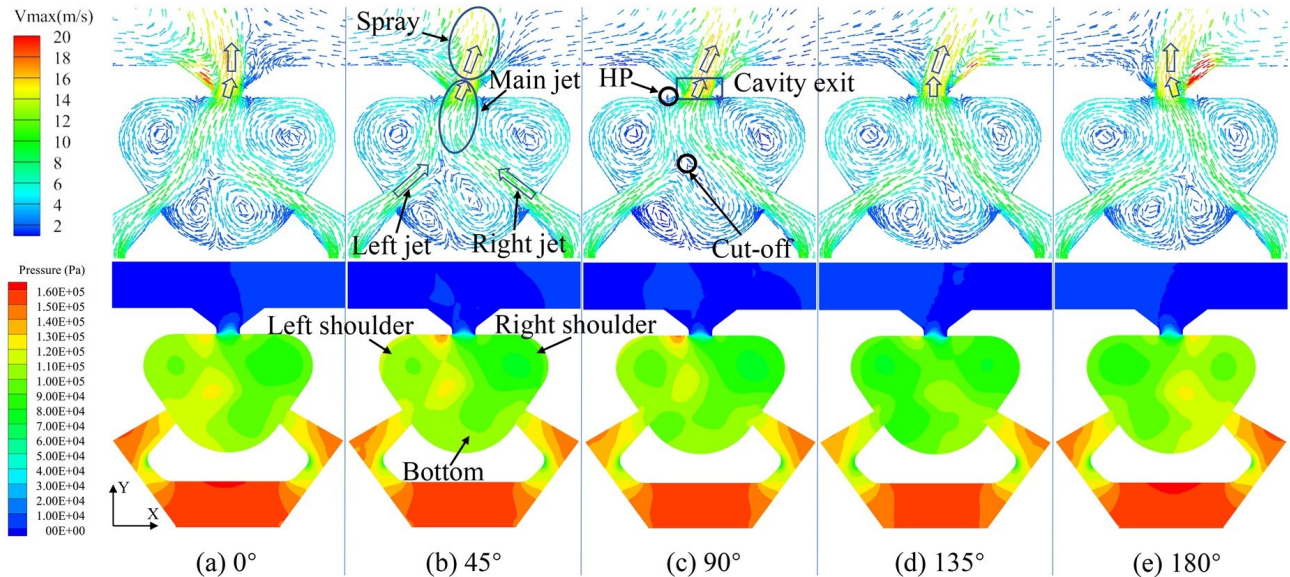 Vmax(m/s)
20
18
16
14
12
10
8
6
4
2
Spray
Main jet
HP
Cavity exit
Left jet
Right jet
Cut-off
Pressure (Pa)
1.60E+05
1.50E+05
1.40E+05
1.30E+05
1.20E+05
1.10E+05
1.00E+05
9.00E+04
8.00E+04
7.00E+04
6.00E+04
5.00E+04
4.00E+04
3.00E+04
2.00E+04
1.00E+04
00E+00
Left shoulder
Right shoulder
Bottom
Y
X
(a) 0°
(b) 45°
(c) 90°
(d) 135°
(e) 180°